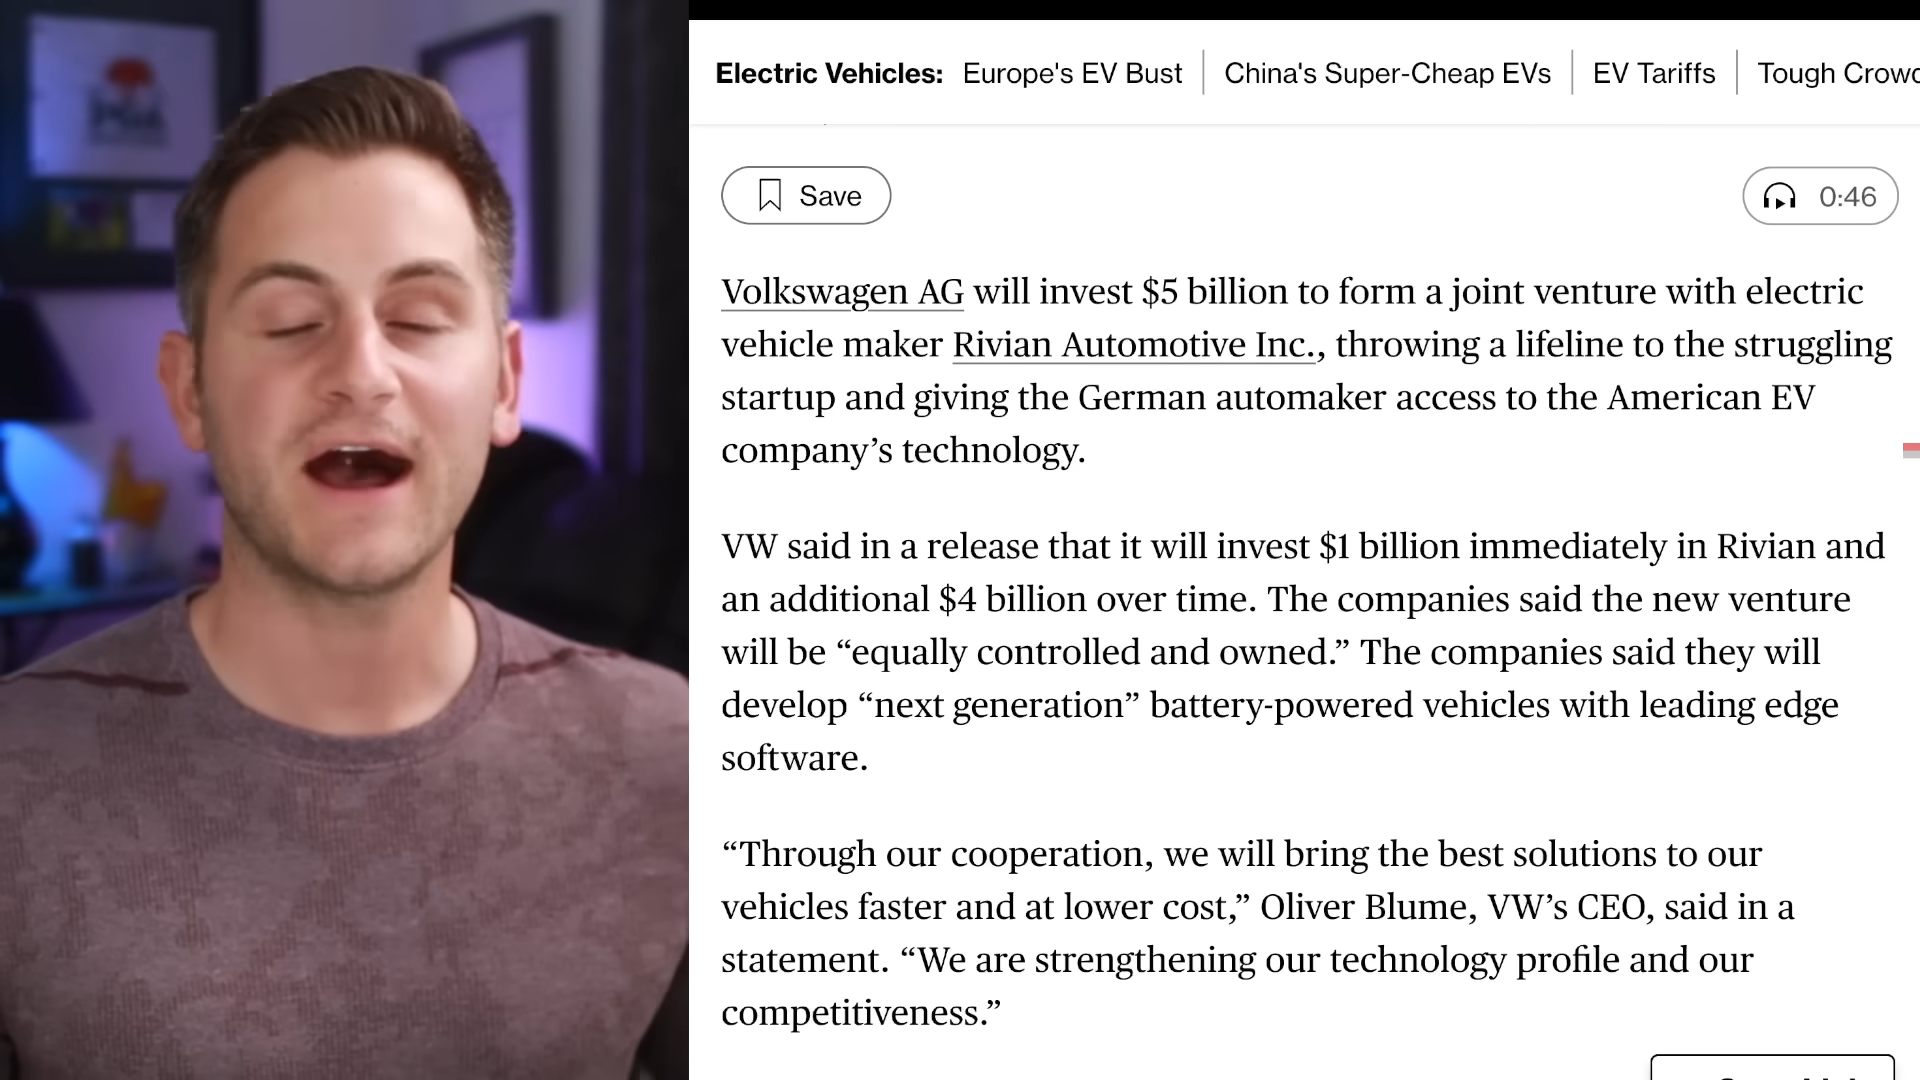 Electric Vehicles: Europe's EV Bust China's Super-Cheap EVs EV Tariffs Tough
Save 0:46
Volkswagen AG will invest $5 billion to form a joint venture with electric
vehicle maker Rivian Automotive Inc., throwing a lifeline to the struggling
startup and giving the German automaker access to the American EV
company’s technology.
VW said in a release that it will invest $1 billion immediately in Rivian and
an additional $4 billion over time. The companies said the new venture
will be “equally controlled and owned.” The companies said they will
develop “next generation” battery-powered vehicles with leading edge
software.
“Through our cooperation, we will bring the best solutions to our
vehicles faster and at lower cost,” Oliver Blume, VW’s CEO, said in a
statement. “We are strengthening our technology profile and our
competitiveness.”